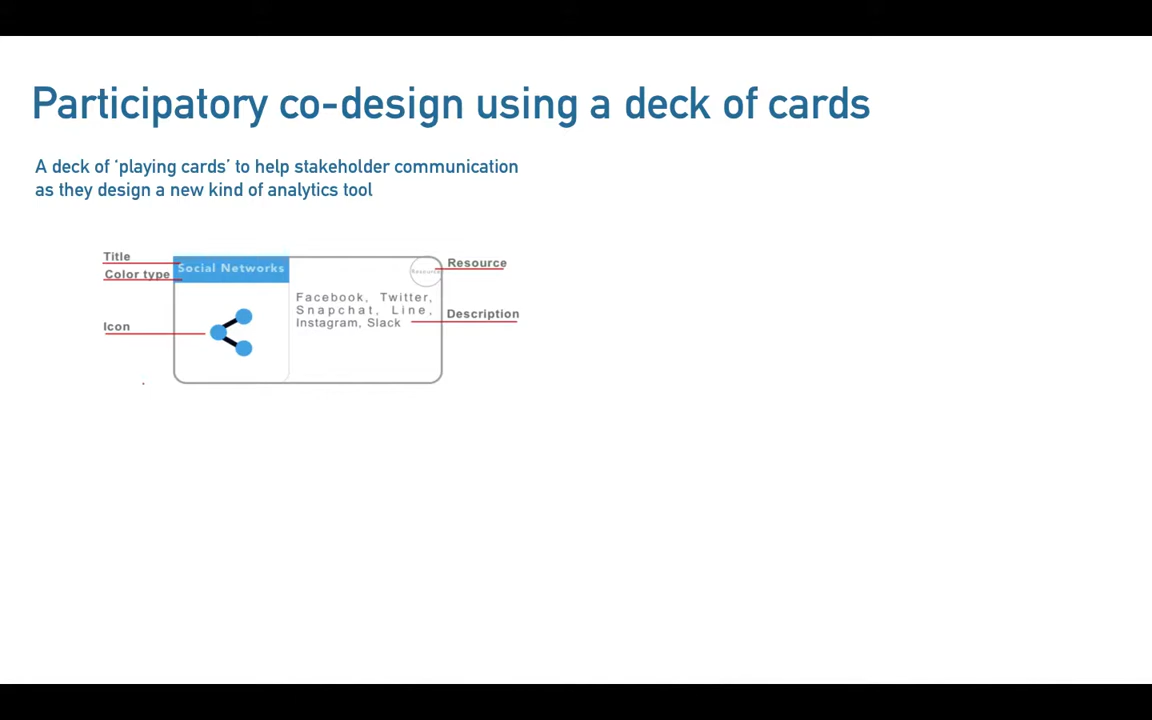 Participatory co-design using a deck of cards
A deck of ‘playing cards’ to help stakeholder communication
as they design a new kind of analytics tool
Title
Color type
Icon
Social Networks
Resource
Facebook, Twitter,
Snapchat, Line,
Instagram, Slack
Resource
Description